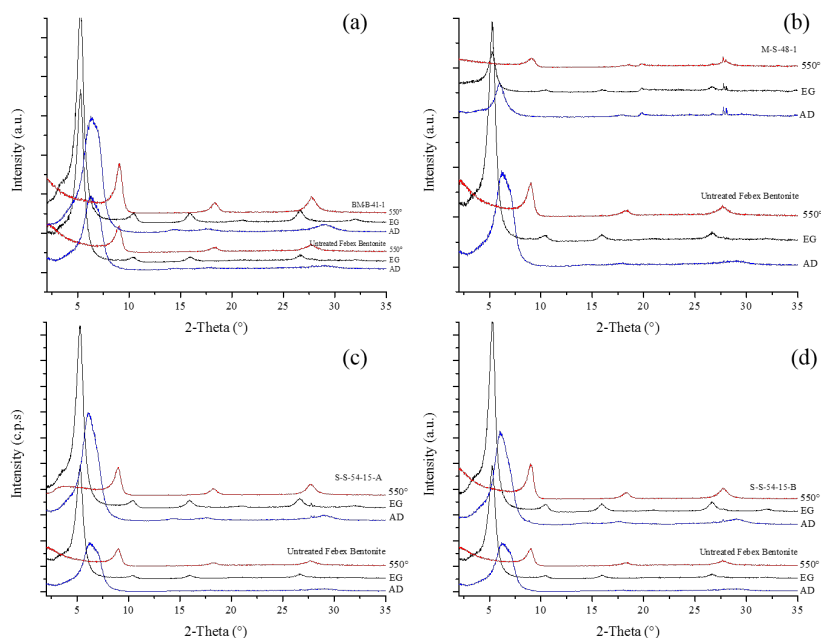 (a)
Intensity (a.u.)
BM-B-41-1
550°
EG
AD
Untreated Febex Bentonite
550°
EG
AD
5 10 15 20 25 30 35
2-Theta (°)
(b)
Intensity (a.u.)
M-S-48-1
550°
EG
AD
Untreated Febex Bentonite
550°
EG
AD
5 10 15 20 25 30 35
2-Theta (°)
(c)
Intensity (c.p.s)
S-S-54-15-A
550°
EG
AD
Untreated Febex Bentonite
550°
EG
AD
5 10 15 20 25 30 35
2-Theta (°)
(d)
Intensity (a.u.)
S-S-54-15-B
550°
EG
AD
Untreated Febex Bentonite
550°
EG
AD
5 10 15 20 25 30 35
2-Theta (°)